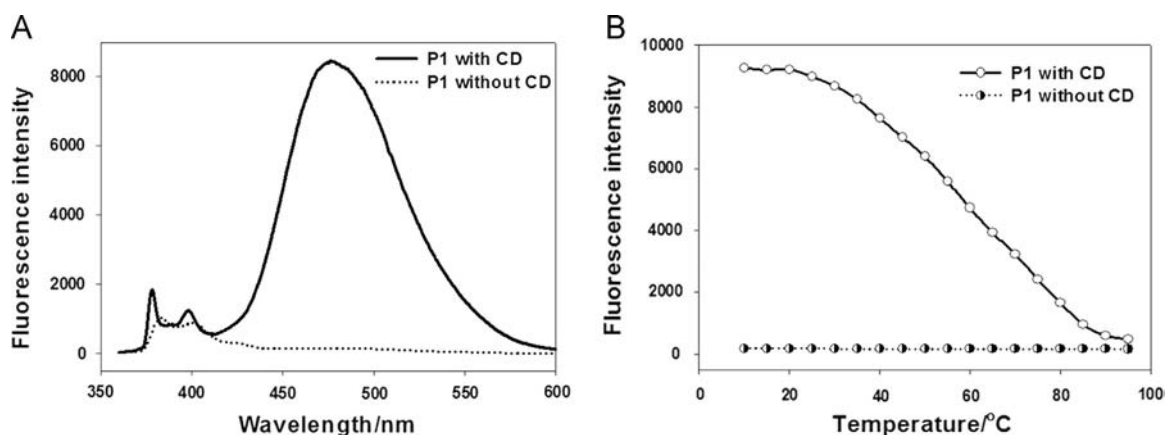 A
Fluorescence intensity
8000
6000
4000
2000
0
350 400 450 500 550 600
Wavelength/nm
P1 with CD
P1 without CD
B
Fluorescence intensity
10000
8000
6000
4000
2000
0
0 20 40 60 80 100
Temperature/°C
P1 with CD
P1 without CD